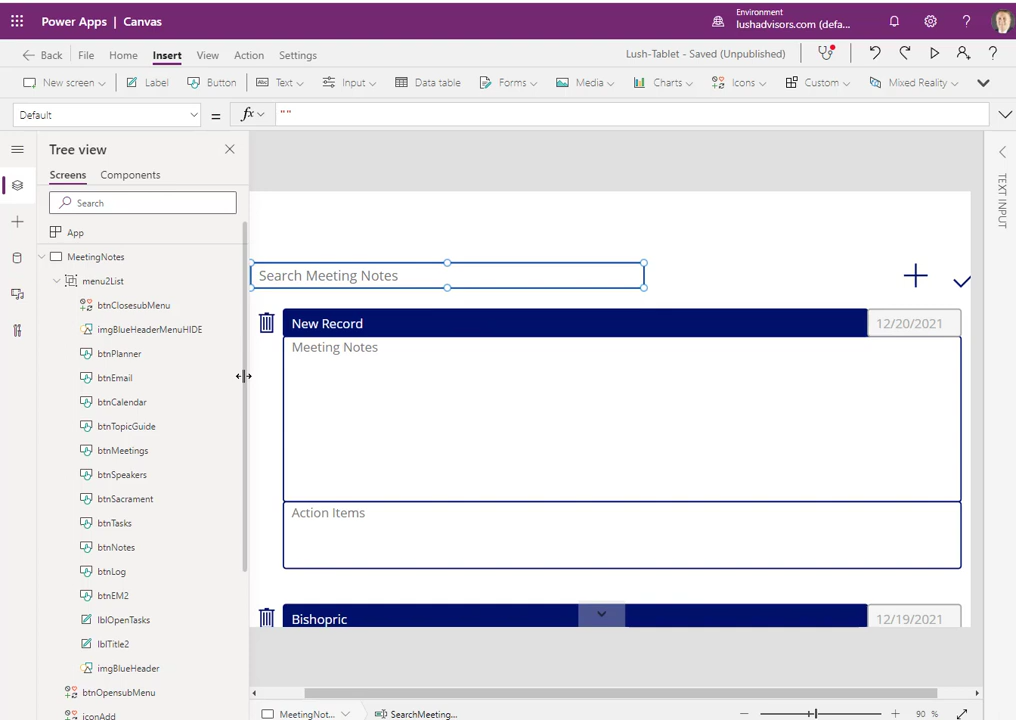 Power Apps | Canvas
Environment
lushadvisors.com (defa...
Back File Home Insert View Action Settings
Lush-Tablet - Saved (Unpublished)
New screen Label Button Text Input Data table Forms Media Charts Icons Custom Mixed Reality
Default = fx ""
Tree view
Screens Components
Search
App
MeetingNotes
menu2List
btnClosesubMenu
imgBlueHeaderMenuHIDE
btnPlanner
btnEmail
btnCalendar
btnTopicGuide
btnMeetings
btnSpeakers
btnSacrament
btnTasks
btnNotes
btnLog
btnEM2
lblOpenTasks
lblTitle2
imgBlueHeader
btnOpensubMenu
iconAdd
Search Meeting Notes
New Record 12/20/2021
Meeting Notes
Action Items
Bishopric 12/19/2021
TEXT INPUT
MeetingNot... SearchMeeting...
90 %